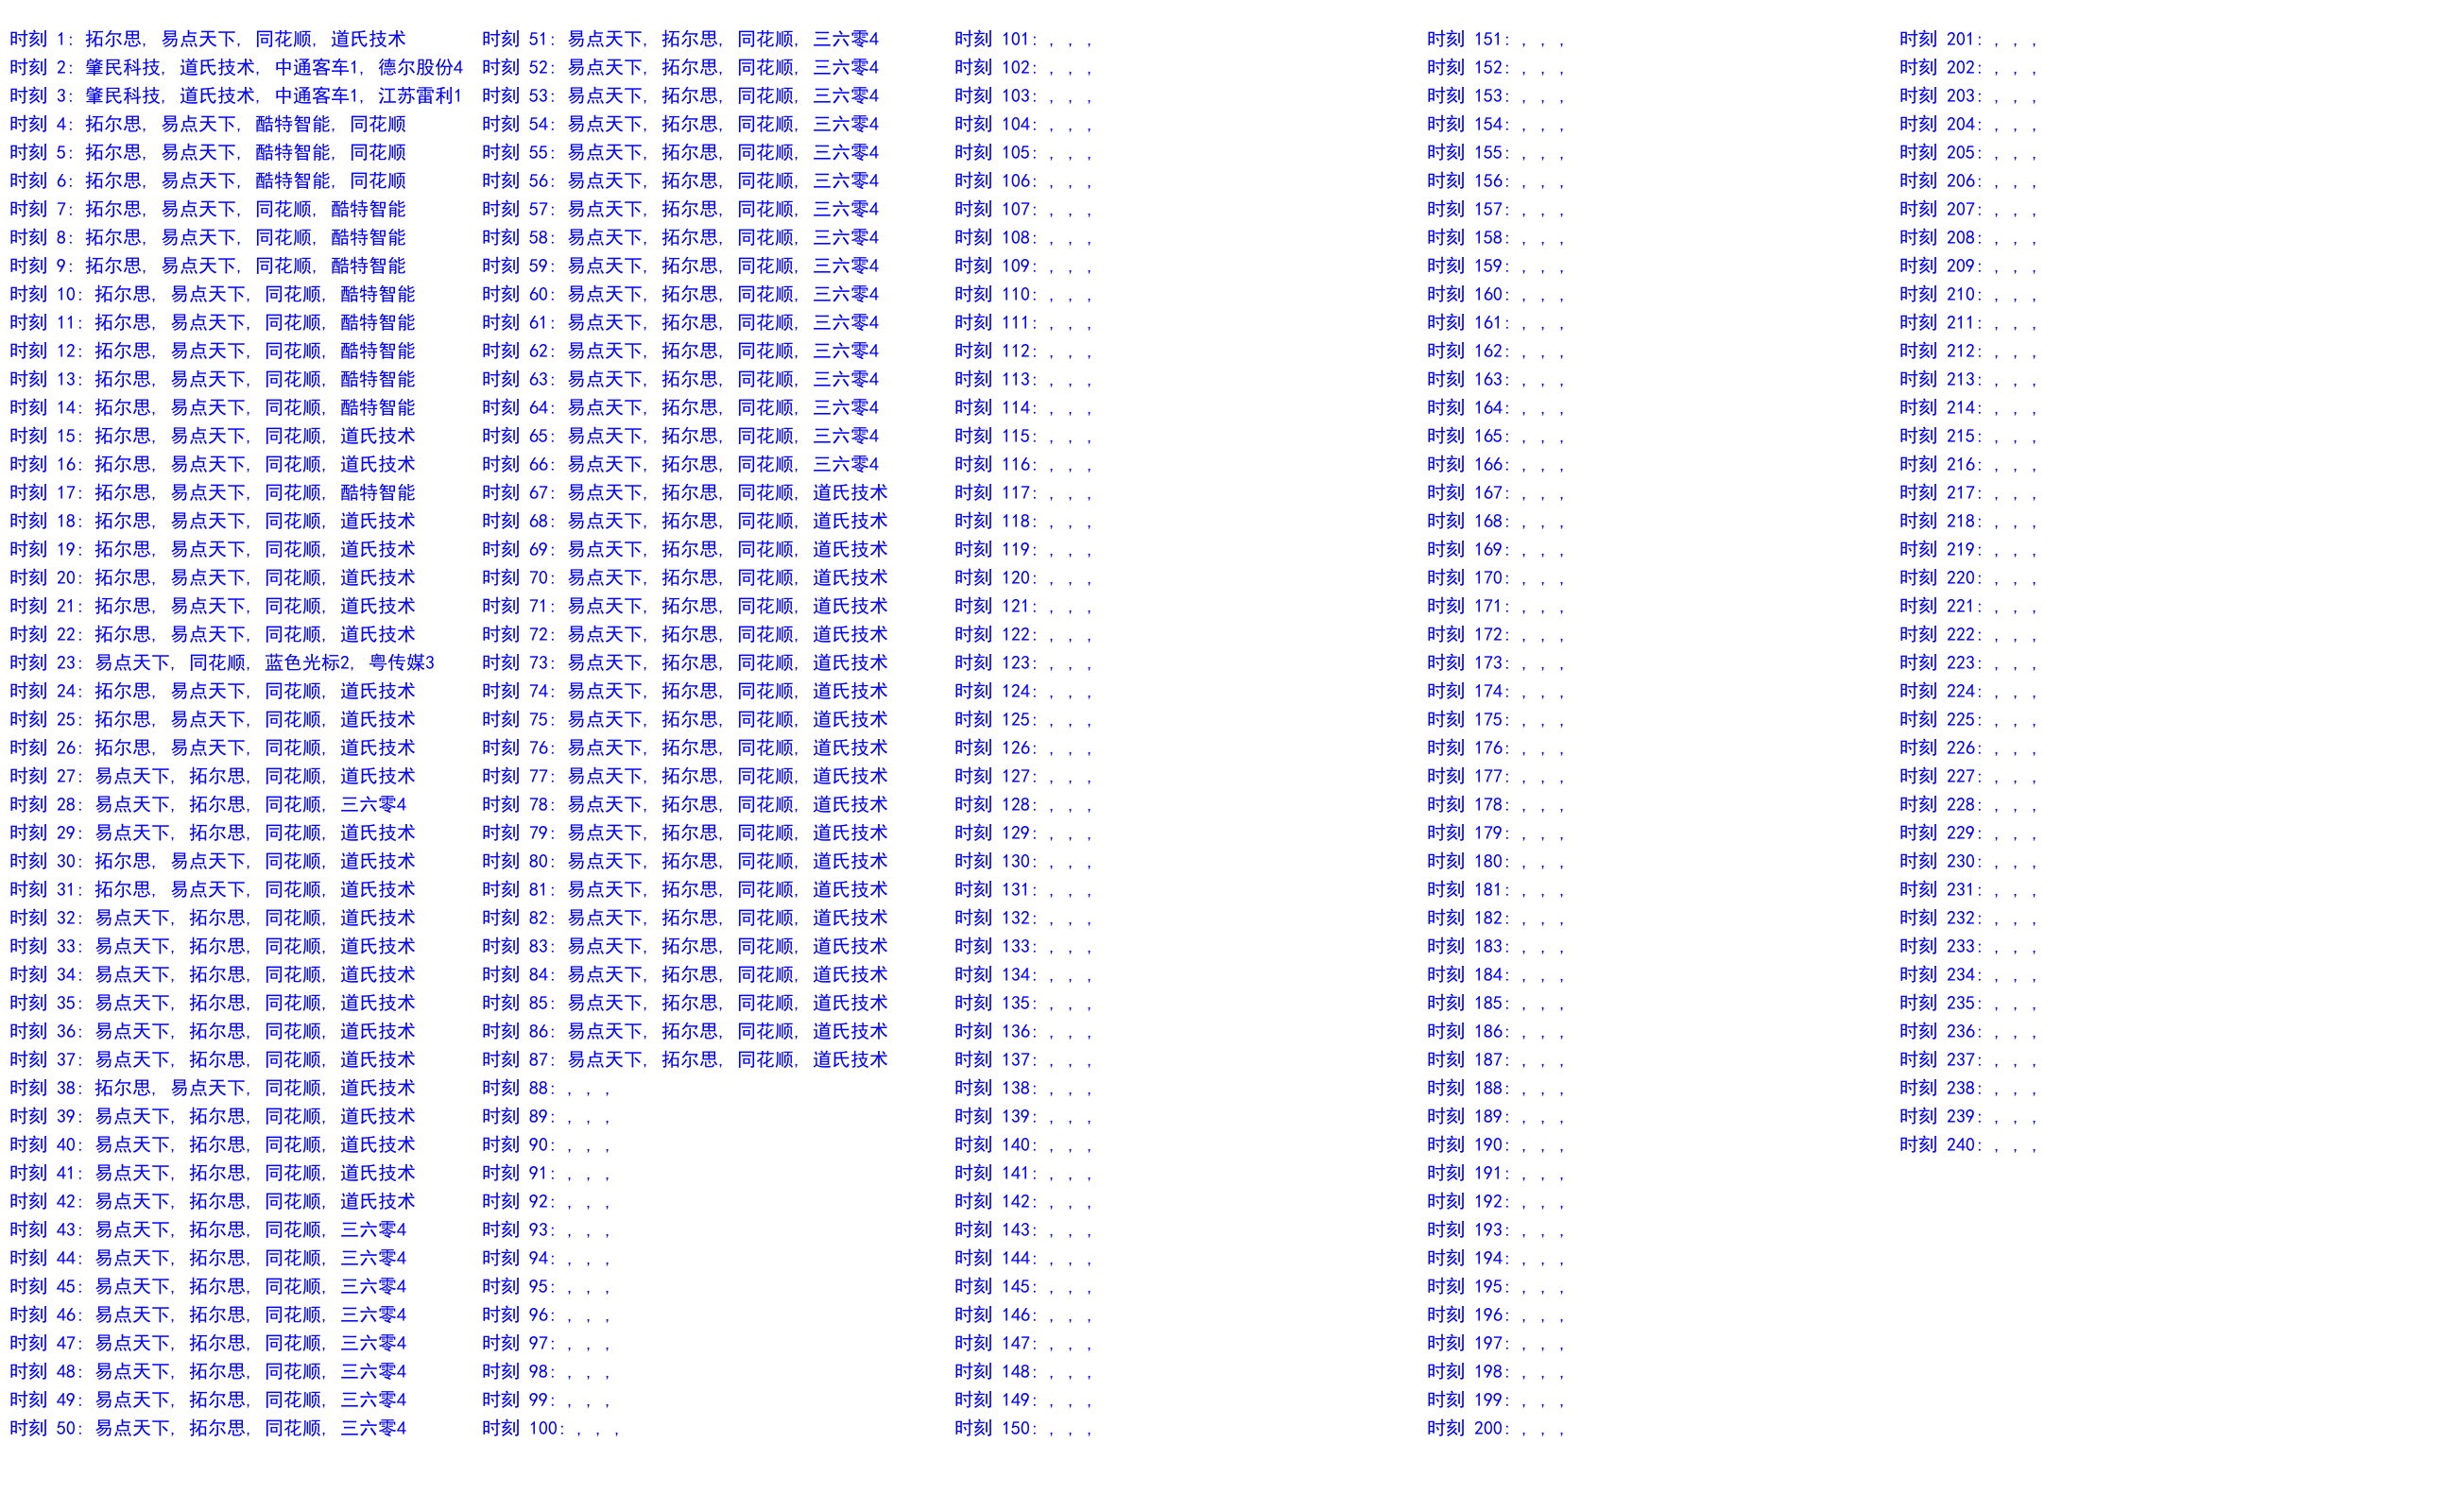 时刻 1: 拓尔思, 易点天下, 同花顺, 道氏技术
时刻 2: 肇民科技, 道氏技术, 中通客车1, 德尔股份4
时刻 3: 肇民科技, 道氏技术, 中通客车1, 江苏雷利1
时刻 4: 拓尔思, 易点天下, 酷特智能, 同花顺
时刻 5: 拓尔思, 易点天下, 酷特智能, 同花顺
时刻 6: 拓尔思, 易点天下, 酷特智能, 同花顺
时刻 7: 拓尔思, 易点天下, 同花顺, 酷特智能
时刻 8: 拓尔思, 易点天下, 同花顺, 酷特智能
时刻 9: 拓尔思, 易点天下, 同花顺, 酷特智能
时刻 10: 拓尔思, 易点天下, 同花顺, 酷特智能
时刻 11: 拓尔思, 易点天下, 同花顺, 酷特智能
时刻 12: 拓尔思, 易点天下, 同花顺, 酷特智能
时刻 13: 拓尔思, 易点天下, 同花顺, 酷特智能
时刻 14: 拓尔思, 易点天下, 同花顺, 酷特智能
时刻 15: 拓尔思, 易点天下, 同花顺, 道氏技术
时刻 16: 拓尔思, 易点天下, 同花顺, 道氏技术
时刻 17: 拓尔思, 易点天下, 同花顺, 酷特智能
时刻 18: 拓尔思, 易点天下, 同花顺, 道氏技术
时刻 19: 拓尔思, 易点天下, 同花顺, 道氏技术
时刻 20: 拓尔思, 易点天下, 同花顺, 道氏技术
时刻 21: 拓尔思, 易点天下, 同花顺, 道氏技术
时刻 22: 拓尔思, 易点天下, 同花顺, 道氏技术
时刻 23: 易点天下, 同花顺, 蓝色光标2, 粤传媒3
时刻 24: 拓尔思, 易点天下, 同花顺, 道氏技术
时刻 25: 拓尔思, 易点天下, 同花顺, 道氏技术
时刻 26: 拓尔思, 易点天下, 同花顺, 道氏技术
时刻 27: 易点天下, 拓尔思, 同花顺, 道氏技术
时刻 28: 易点天下, 拓尔思, 同花顺, 三六零4
时刻 29: 易点天下, 拓尔思, 同花顺, 道氏技术
时刻 30: 拓尔思, 易点天下, 同花顺, 道氏技术
时刻 31: 拓尔思, 易点天下, 同花顺, 道氏技术
时刻 32: 易点天下, 拓尔思, 同花顺, 道氏技术
时刻 33: 易点天下, 拓尔思, 同花顺, 道氏技术
时刻 34: 易点天下, 拓尔思, 同花顺, 道氏技术
时刻 35: 易点天下, 拓尔思, 同花顺, 道氏技术
时刻 36: 易点天下, 拓尔思, 同花顺, 道氏技术
时刻 37: 易点天下, 拓尔思, 同花顺, 道氏技术
时刻 38: 拓尔思, 易点天下, 同花顺, 道氏技术
时刻 39: 易点天下, 拓尔思, 同花顺, 道氏技术
时刻 40: 易点天下, 拓尔思, 同花顺, 道氏技术
时刻 41: 易点天下, 拓尔思, 同花顺, 道氏技术
时刻 42: 易点天下, 拓尔思, 同花顺, 道氏技术
时刻 43: 易点天下, 拓尔思, 同花顺, 三六零4
时刻 44: 易点天下, 拓尔思, 同花顺, 三六零4
时刻 45: 易点天下, 拓尔思, 同花顺, 三六零4
时刻 46: 易点天下, 拓尔思, 同花顺, 三六零4
时刻 47: 易点天下, 拓尔思, 同花顺, 三六零4
时刻 48: 易点天下, 拓尔思, 同花顺, 三六零4
时刻 49: 易点天下, 拓尔思, 同花顺, 三六零4
时刻 50: 易点天下, 拓尔思, 同花顺, 三六零4
时刻 51: 易点天下, 拓尔思, 同花顺, 三六零4
时刻 52: 易点天下, 拓尔思, 同花顺, 三六零4
时刻 53: 易点天下, 拓尔思, 同花顺, 三六零4
时刻 54: 易点天下, 拓尔思, 同花顺, 三六零4
时刻 55: 易点天下, 拓尔思, 同花顺, 三六零4
时刻 56: 易点天下, 拓尔思, 同花顺, 三六零4
时刻 57: 易点天下, 拓尔思, 同花顺, 三六零4
时刻 58: 易点天下, 拓尔思, 同花顺, 三六零4
时刻 59: 易点天下, 拓尔思, 同花顺, 三六零4
时刻 60: 易点天下, 拓尔思, 同花顺, 三六零4
时刻 61: 易点天下, 拓尔思, 同花顺, 三六零4
时刻 62: 易点天下, 拓尔思, 同花顺, 三六零4
时刻 63: 易点天下, 拓尔思, 同花顺, 三六零4
时刻 64: 易点天下, 拓尔思, 同花顺, 三六零4
时刻 65: 易点天下, 拓尔思, 同花顺, 三六零4
时刻 66: 易点天下, 拓尔思, 同花顺, 三六零4
时刻 67: 易点天下, 拓尔思, 同花顺, 道氏技术
时刻 68: 易点天下, 拓尔思, 同花顺, 道氏技术
时刻 69: 易点天下, 拓尔思, 同花顺, 道氏技术
时刻 70: 易点天下, 拓尔思, 同花顺, 道氏技术
时刻 71: 易点天下, 拓尔思, 同花顺, 道氏技术
时刻 72: 易点天下, 拓尔思, 同花顺, 道氏技术
时刻 73: 易点天下, 拓尔思, 同花顺, 道氏技术
时刻 74: 易点天下, 拓尔思, 同花顺, 道氏技术
时刻 75: 易点天下, 拓尔思, 同花顺, 道氏技术
时刻 76: 易点天下, 拓尔思, 同花顺, 道氏技术
时刻 77: 易点天下, 拓尔思, 同花顺, 道氏技术
时刻 78: 易点天下, 拓尔思, 同花顺, 道氏技术
时刻 79: 易点天下, 拓尔思, 同花顺, 道氏技术
时刻 80: 易点天下, 拓尔思, 同花顺, 道氏技术
时刻 81: 易点天下, 拓尔思, 同花顺, 道氏技术
时刻 82: 易点天下, 拓尔思, 同花顺, 道氏技术
时刻 83: 易点天下, 拓尔思, 同花顺, 道氏技术
时刻 84: 易点天下, 拓尔思, 同花顺, 道氏技术
时刻 85: 易点天下, 拓尔思, 同花顺, 道氏技术
时刻 86: 易点天下, 拓尔思, 同花顺, 道氏技术
时刻 87: 易点天下, 拓尔思, 同花顺, 道氏技术
时刻 88: , , ,
时刻 89: , , ,
时刻 90: , , ,
时刻 91: , , ,
时刻 92: , , ,
时刻 93: , , ,
时刻 94: , , ,
时刻 95: , , ,
时刻 96: , , ,
时刻 97: , , ,
时刻 98: , , ,
时刻 99: , , ,
时刻 100: , , ,
时刻 101: , , ,
时刻 102: , , ,
时刻 103: , , ,
时刻 104: , , ,
时刻 105: , , ,
时刻 106: , , ,
时刻 107: , , ,
时刻 108: , , ,
时刻 109: , , ,
时刻 110: , , ,
时刻 111: , , ,
时刻 112: , , ,
时刻 113: , , ,
时刻 114: , , ,
时刻 115: , , ,
时刻 116: , , ,
时刻 117: , , ,
时刻 118: , , ,
时刻 119: , , ,
时刻 120: , , ,
时刻 121: , , ,
时刻 122: , , ,
时刻 123: , , ,
时刻 124: , , ,
时刻 125: , , ,
时刻 126: , , ,
时刻 127: , , ,
时刻 128: , , ,
时刻 129: , , ,
时刻 130: , , ,
时刻 131: , , ,
时刻 132: , , ,
时刻 133: , , ,
时刻 134: , , ,
时刻 135: , , ,
时刻 136: , , ,
时刻 137: , , ,
时刻 138: , , ,
时刻 139: , , ,
时刻 140: , , ,
时刻 141: , , ,
时刻 142: , , ,
时刻 143: , , ,
时刻 144: , , ,
时刻 145: , , ,
时刻 146: , , ,
时刻 147: , , ,
时刻 148: , , ,
时刻 149: , , ,
时刻 150: , , ,
时刻 151: , , ,
时刻 152: , , ,
时刻 153: , , ,
时刻 154: , , ,
时刻 155: , , ,
时刻 156: , , ,
时刻 157: , , ,
时刻 158: , , ,
时刻 159: , , ,
时刻 160: , , ,
时刻 161: , , ,
时刻 162: , , ,
时刻 163: , , ,
时刻 164: , , ,
时刻 165: , , ,
时刻 166: , , ,
时刻 167: , , ,
时刻 168: , , ,
时刻 169: , , ,
时刻 170: , , ,
时刻 171: , , ,
时刻 172: , , ,
时刻 173: , , ,
时刻 174: , , ,
时刻 175: , , ,
时刻 176: , , ,
时刻 177: , , ,
时刻 178: , , ,
时刻 179: , , ,
时刻 180: , , ,
时刻 181: , , ,
时刻 182: , , ,
时刻 183: , , ,
时刻 184: , , ,
时刻 185: , , ,
时刻 186: , , ,
时刻 187: , , ,
时刻 188: , , ,
时刻 189: , , ,
时刻 190: , , ,
时刻 191: , , ,
时刻 192: , , ,
时刻 193: , , ,
时刻 194: , , ,
时刻 195: , , ,
时刻 196: , , ,
时刻 197: , , ,
时刻 198: , , ,
时刻 199: , , ,
时刻 200: , , ,
时刻 201: , , ,
时刻 202: , , ,
时刻 203: , , ,
时刻 204: , , ,
时刻 205: , , ,
时刻 206: , , ,
时刻 207: , , ,
时刻 208: , , ,
时刻 209: , , ,
时刻 210: , , ,
时刻 211: , , ,
时刻 212: , , ,
时刻 213: , , ,
时刻 214: , , ,
时刻 215: , , ,
时刻 216: , , ,
时刻 217: , , ,
时刻 218: , , ,
时刻 219: , , ,
时刻 220: , , ,
时刻 221: , , ,
时刻 222: , , ,
时刻 223: , , ,
时刻 224: , , ,
时刻 225: , , ,
时刻 226: , , ,
时刻 227: , , ,
时刻 228: , , ,
时刻 229: , , ,
时刻 230: , , ,
时刻 231: , , ,
时刻 232: , , ,
时刻 233: , , ,
时刻 234: , , ,
时刻 235: , , ,
时刻 236: , , ,
时刻 237: , , ,
时刻 238: , , ,
时刻 239: , , ,
时刻 240: , , ,